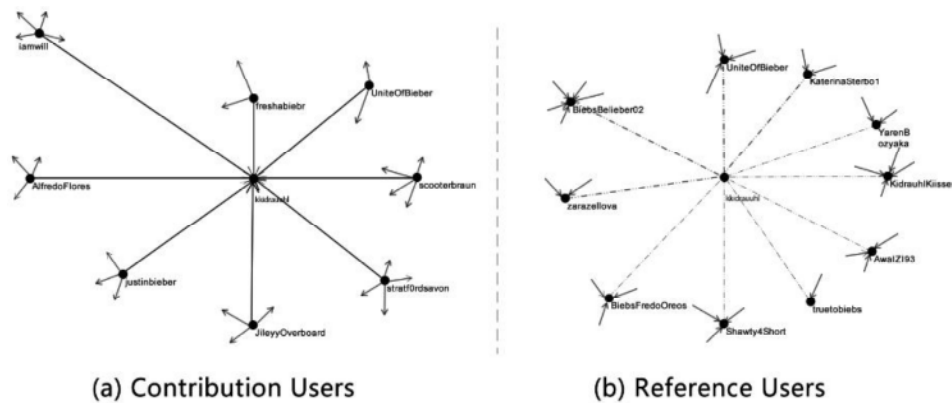 iamwill
freshabiebr
UniteOfBieber
AlfredoFlores
scooterbraun
justinbieber
stratf0rdsavon
JileyyOverboard
(a) Contribution Users
UniteOfBieber
KaterinaSterbo1
BiebsBelieber02
YarenB
ozyaka
KidrauhlKiisse
zarazellova
AwalZI93
BiebsFredoOreos
truetobiebs
Shawty4Short
(b) Reference Users